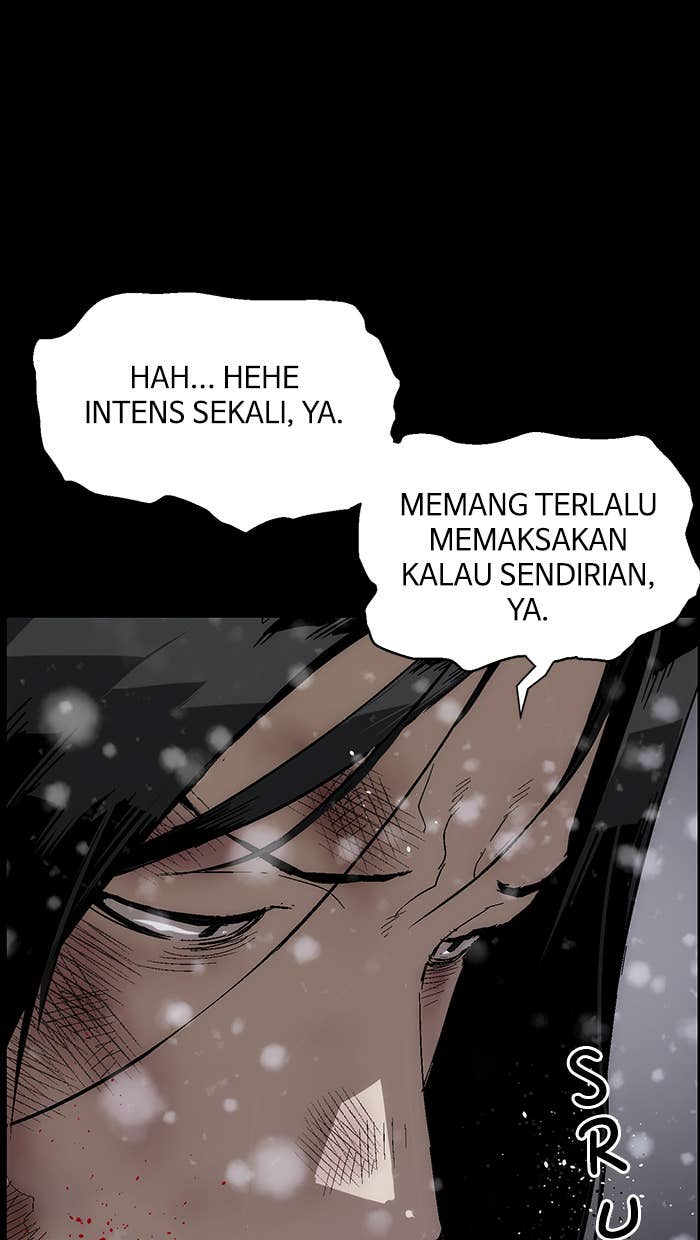 HAH... HEHE
INTENS SEKALI, YA.
MEMANG TERLALU
MEMAKSAKAN
KALAU SENDIRIAN,
YA.
SRU